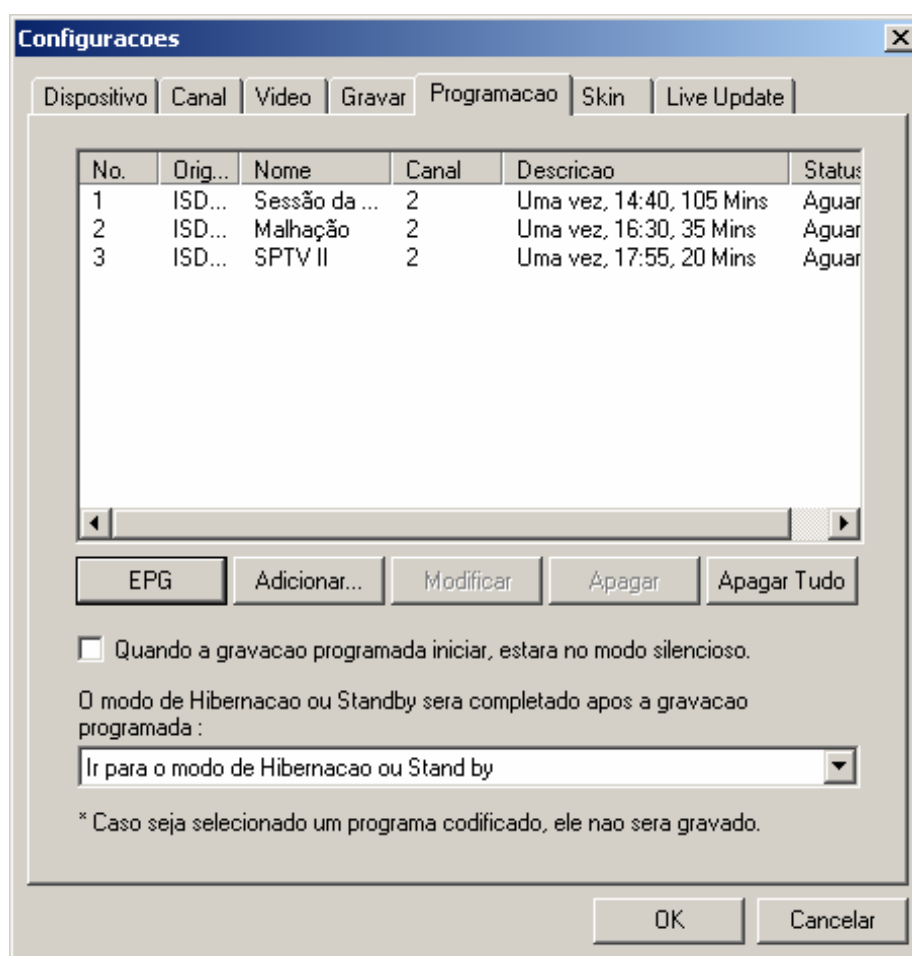 Configuracoes
Dispositivo Canal Video Gravar Programacao Skin Live Update
No. Orig... Nome Canal Descricao Status
1 ISD... Sessão da ... 2 Uma vez, 14:40, 105 Mins Aguar
2 ISD... Malhação 2 Uma vez, 16:30, 35 Mins Aguar
3 ISD... SPTV II 2 Uma vez, 17:55, 20 Mins Aguar
EPG Adicionar... Modificar Apagar Apagar Tudo
Quando a gravacao programada iniciar, estara no modo silencioso.
O modo de Hibernacao ou Standby sera completado apos a gravacao
programada :
Ir para o modo de Hibernacao ou Stand by
* Caso seja selecionado um programa codificado, ele nao sera gravado.
OK Cancelar